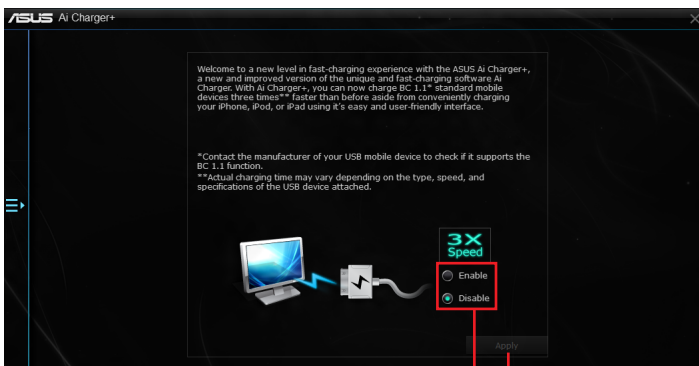 ASUS Ai Charger+
Welcome to a new level in fast-charging experience with the ASUS Ai Charger+,
a new and improved version of the unique and fast-charging software Ai
Charger. With Ai Charger+, you can now charge BC 1.1* standard mobile
devices three times** faster than before aside from conveniently charging
your iPhone, iPod, or iPad using it's easy and user-friendly interface.
*Contact the manufacturer of your USB mobile device to check if it supports the
BC 1.1 function.
**Actual charging time may vary depending on the type, speed, and
specifications of the USB device attached.
3X
Speed
Enable
Disable
Apply